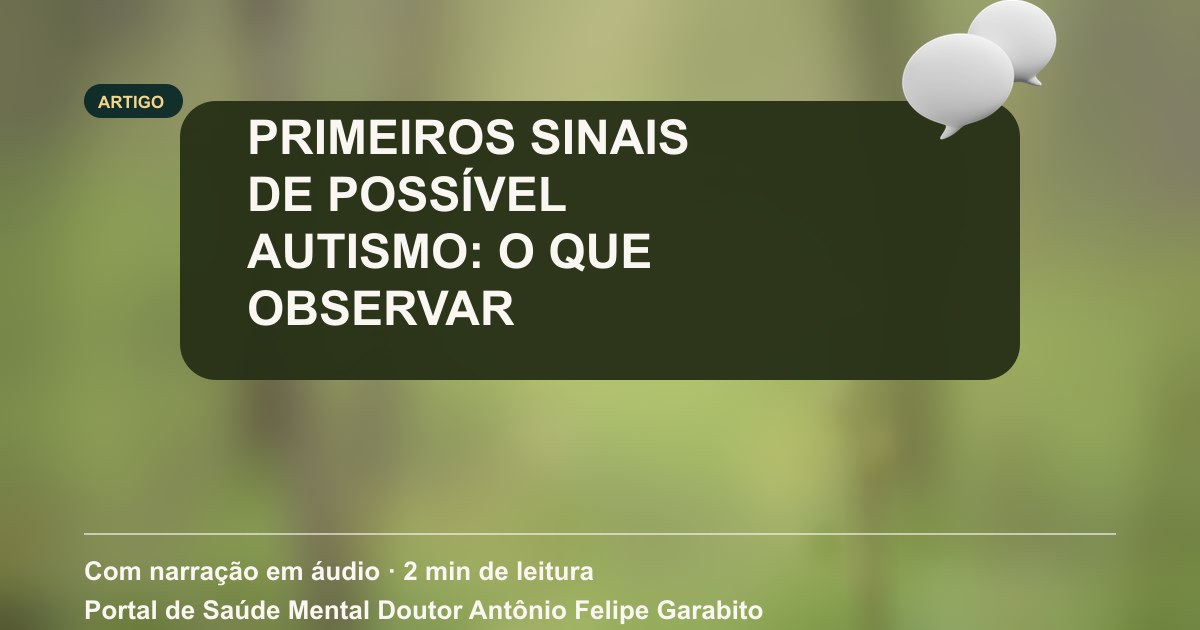 ARTIGO
PRIMEIROS SINAIS
DE POSSÍVEL
AUTISMO: O QUE
OBSERVAR
Com narração em áudio · 2 min de leitura
Portal de Saúde Mental Doutor Antônio Felipe Garabito